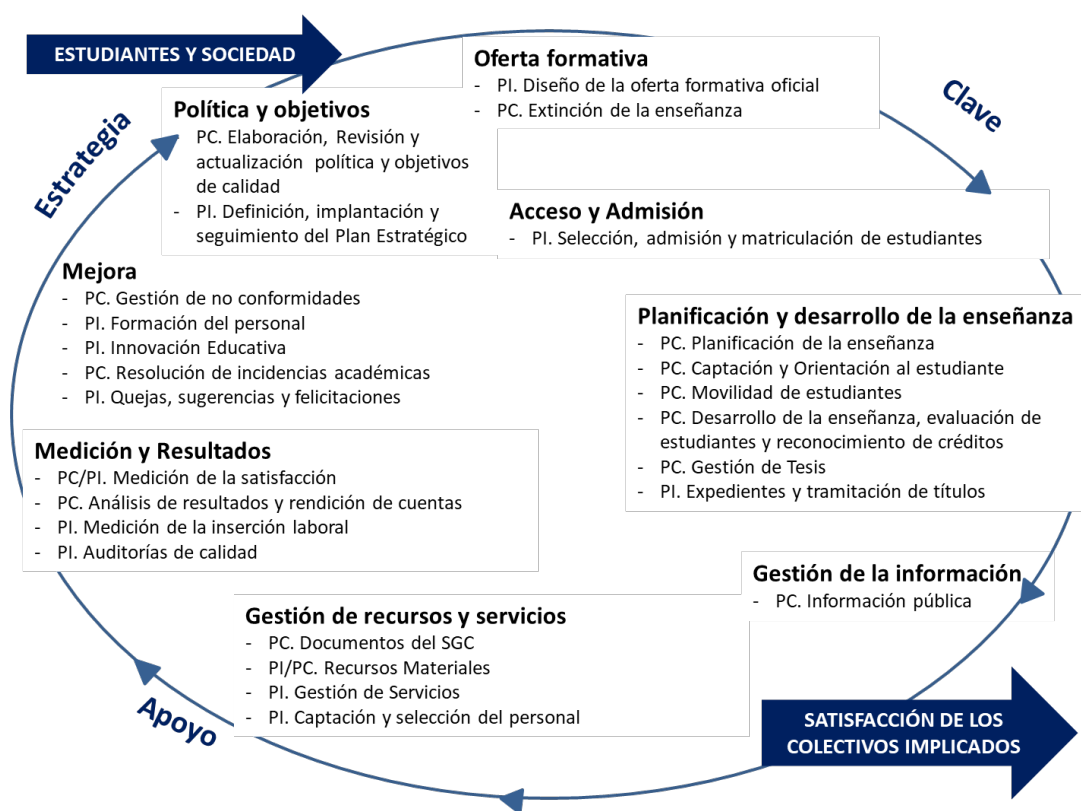 ESTUDIANTES Y SOCIEDAD
Oferta formativa
- PI. Diseño de la oferta formativa oficial
- PC. Extinción de la enseñanza
Clave
Estrategia
Política y objetivos
PC. Elaboración, Revisión y
actualización política y objetivos
de calidad
- PI. Definición, implantación y
seguimiento del Plan Estratégico
Acceso y Admisión
- PI. Selección, admisión y matriculación de estudiantes
Mejora
- PC. Gestión de no conformidades
- PI. Formación del personal
- PI. Innovación Educativa
- PC. Resolución de incidencias académicas
- PI. Quejas, sugerencias y felicitaciones
Planificación y desarrollo de la enseñanza
- PC. Planificación de la enseñanza
- PC. Captación y Orientación al estudiante
- PC. Movilidad de estudiantes
- PC. Desarrollo de la enseñanza, evaluación de
estudiantes y reconocimiento de créditos
- PC. Gestión de Tesis
- PI. Expedientes y tramitación de títulos
Medición y Resultados
- PC/PI. Medición de la satisfacción
- PC. Análisis de resultados y rendición de cuentas
- PI. Medición de la inserción laboral
- PI. Auditorías de calidad
Gestión de la información
- PC. Información pública
Gestión de recursos y servicios
- PC. Documentos del SGC
- PI/PC. Recursos Materiales
- PI. Gestión de Servicios
- PI. Captación y selección del personal
Apoyo
SATISFACCIÓN DE LOS
COLECTIVOS IMPLICADOS